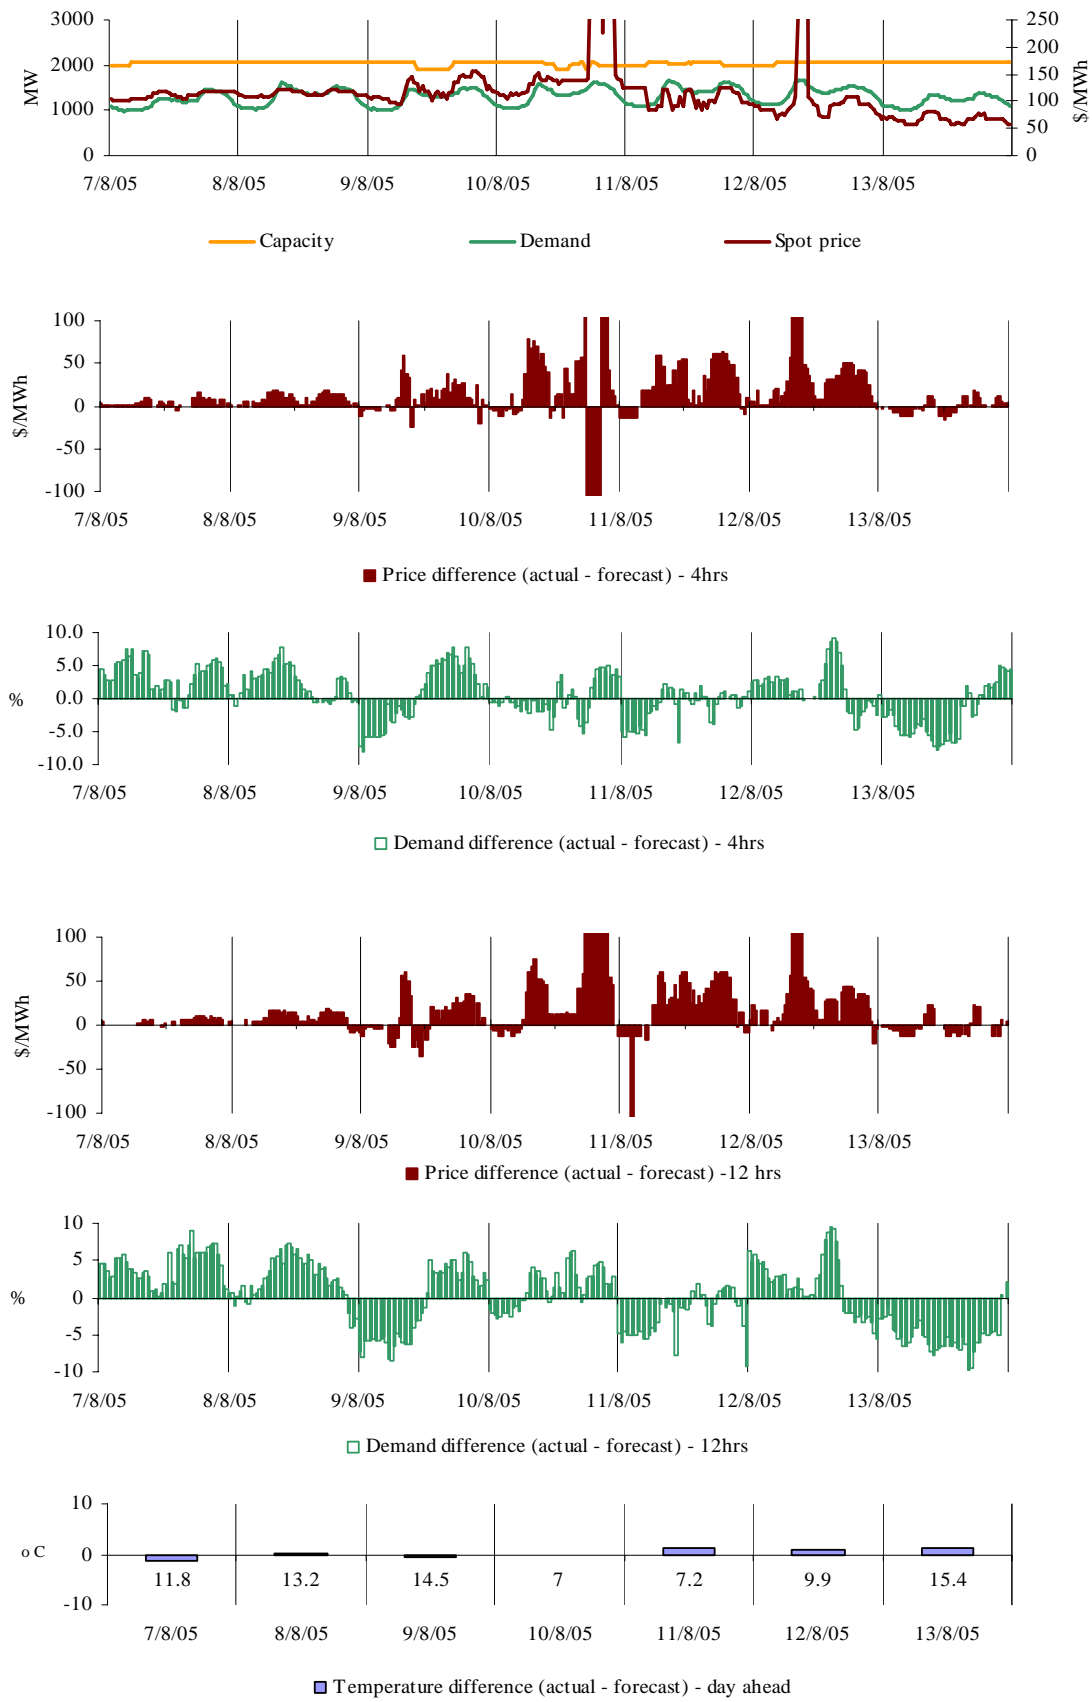 3000 250
200
2000 150
MW $/MWh
1000 100
50
0 0
7/8/05 8/8/05 9/8/05 10/8/05 11/8/05 12/8/05 13/8/05
Capacity Demand Spot price
100
50
$/MWh
0
-50
-100
7/8/05 8/8/05 9/8/05 10/8/05 11/8/05 12/8/05 13/8/05
Price difference (actual - forecast) - 4hrs
10.0
5.0
% 0.0
-5.0
-10.0
7/8/05 8/8/05 9/8/05 10/8/05 11/8/05 12/8/05 13/8/05
Demand difference (actual - forecast) - 4hrs
100
50
$/MWh
0
-50
-100
7/8/05 8/8/05 9/8/05 10/8/05 11/8/05 12/8/05 13/8/05
Price difference (actual - forecast) -12 hrs
10
5
% 0
-5
-10
7/8/05 8/8/05 9/8/05 10/8/05 11/8/05 12/8/05 13/8/05
Demand difference (actual - forecast) - 12hrs
10
o C 0
11.8 13.2 14.5 7 7.2 9.9 15.4
-10
7/8/05 8/8/05 9/8/05 10/8/05 11/8/05 12/8/05 13/8/05
Temperature difference (actual - forecast) - day ahead